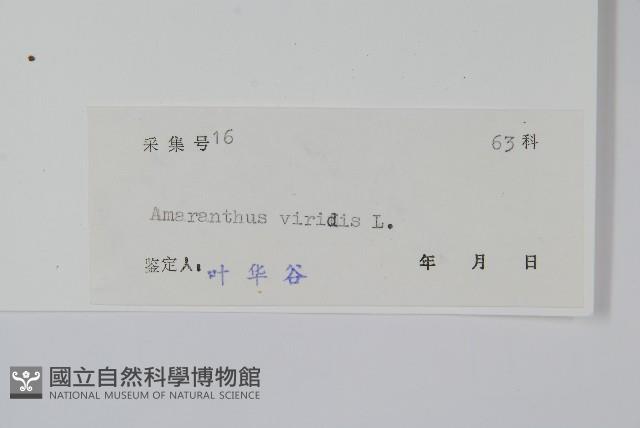 采集号16 63科
Amaranthus viridis L.
鉴定人: 叶华谷 年 月 日
國立自然科學博物館
NATIONAL MUSEUM OF NATURAL SCIENCE